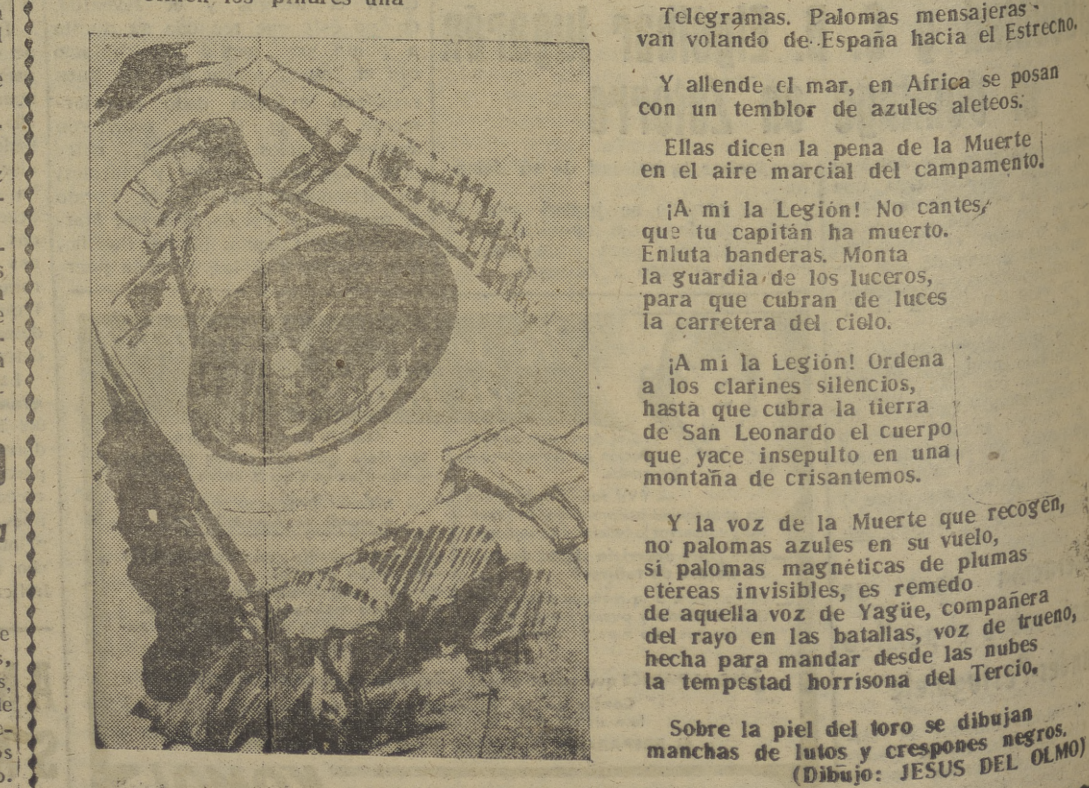 los pinares una
Telegramas. Palomas mensajeras
van volando de España hacia el Estrecho.
Y allende el mar, en Africa se posan
con un temblor de azules aleteos.
Ellas dicen la pena de la Muerte
en el aire marcial del campamento.
¡A mi la Legión! No cantes,
que tu capitán ha muerto.
Enluta banderas. Monta
la guardia de los luceros,
para que cubran de luces
la carretera del cielo.
¡A mi la Legión! Ordena
a los clarines silencios,
hasta que cubra la tierra
de San Leonardo el cuerpo
que yace insepulto en una
montaña de crisantemos.
Y la voz de la Muerte que recogen,
no palomas azules en su vuelo,
si palomas magnéticas de plumas
etéreas invisibles, es remedo
de aquella voz de Yagüe, compañera
del rayo en las batallas, voz de trueno,
hecha para mandar desde las nubes
la tempestad horrisona del Tercio.
Sobre la piel del toro se dibujan
manchas de lutos y crespones negros.
(Dibujo: JESUS DEL OLMO)